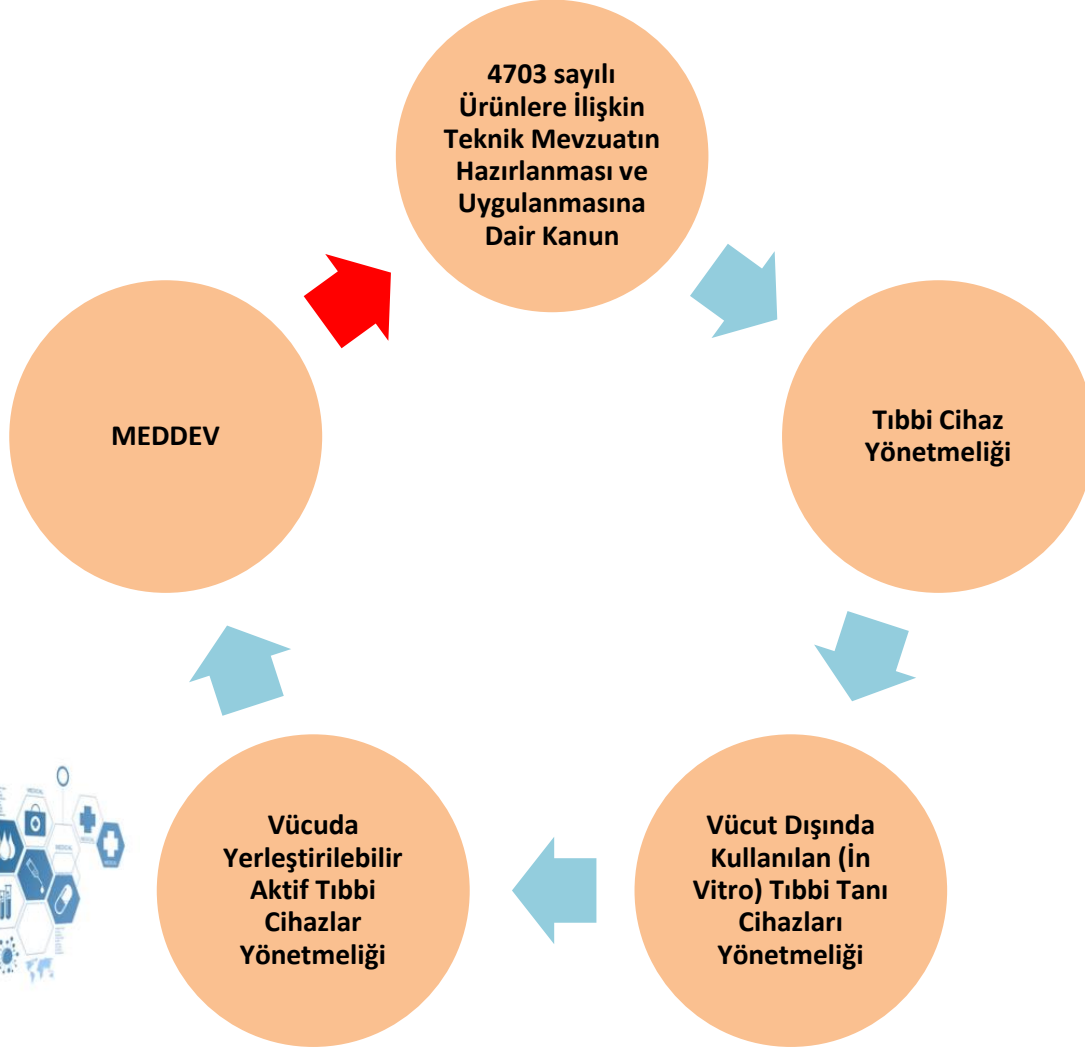 4703 sayılı
Ürünlere İlişkin
Teknik Mevzuatın
Hazırlanması ve
Uygulanmasına
Dair Kanun
Tıbbi Cihaz
Yönetmeliği
Vücut Dışında
Kullanılan (İn
Vitro) Tıbbi Tanı
Cihazları
Yönetmeliği
Vücuda
Yerleştirilebilir
Aktif Tıbbi
Cihazlar
Yönetmeliği
MEDDEV